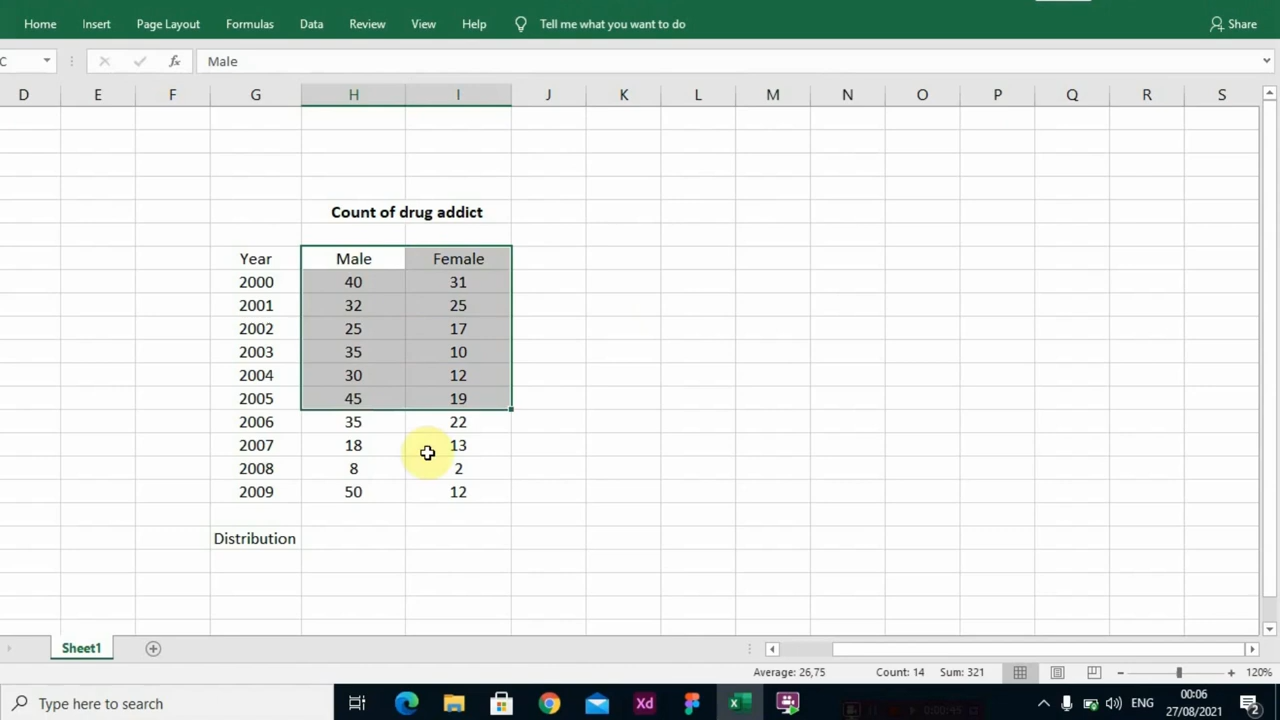 Home Insert Page Layout Formulas Data Review View Help Tell me what you want to do Share
C fx Male
D E F G H I J K L M N O P Q R S
Count of drug addict
Year Male Female
2000 40 31
2001 32 25
2002 25 17
2003 35 10
2004 30 12
2005 45 19
2006 35 22
2007 18 13
2008 8 2
2009 50 12
Distribution
Sheet1
Average: 26,75 Count: 14 Sum: 321 120%
Type here to search Xd ENG 00:06
27/08/2021 2